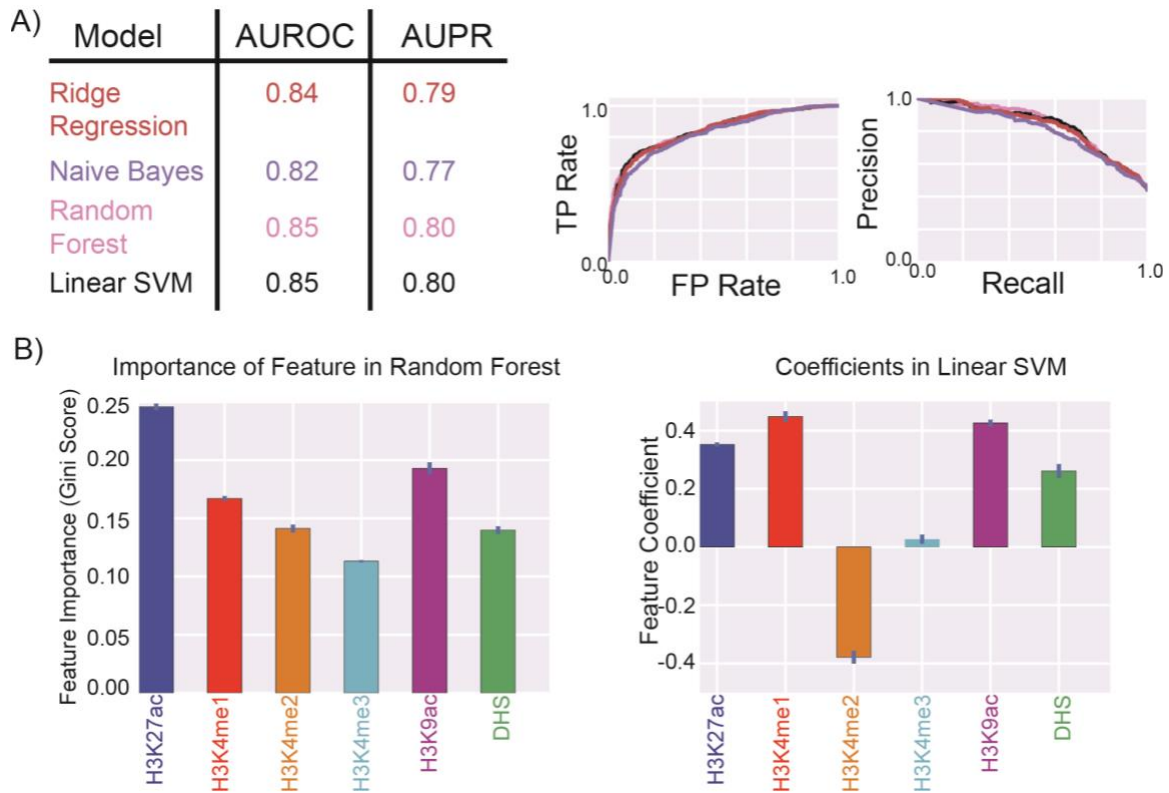 A)
Model AUROC AUPR
Ridge
Regression 0.84 0.79
Naive Bayes 0.82 0.77
Random
Forest 0.85 0.80
Linear SVM 0.85 0.80
1.0
TP Rate
0.0
0.0
1.0
FP Rate
1.0
Precision
0.0
0.0
1.0
Recall
B)
Importance of Feature in Random Forest
Feature Importance (Gini Score)
0.25
0.20
0.15
0.10
0.05
0.00
H3K27ac
H3K4me1
H3K4me2
H3K4me3
H3K9ac
DHS
Coefficients in Linear SVM
Feature Coefficient
0.4
0.2
0.0
-0.2
-0.4
H3K27ac
H3K4me1
H3K4me2
H3K4me3
H3K9ac
DHS